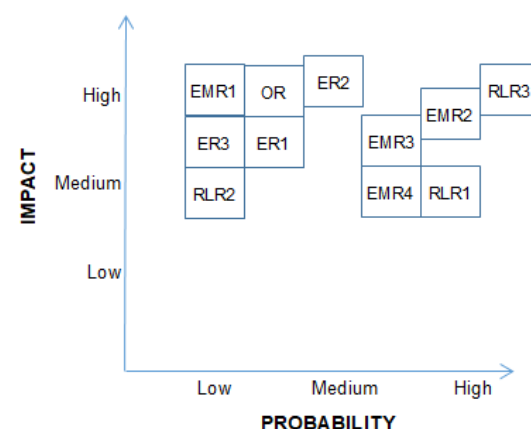 ER2
High
EMR1
OR
RLR3
EMR2
ER3
ER1
EMR3
IMPACT
Medium
RLR2
EMR4
RLR1
Low
Low
Medium
High
PROBABILITY